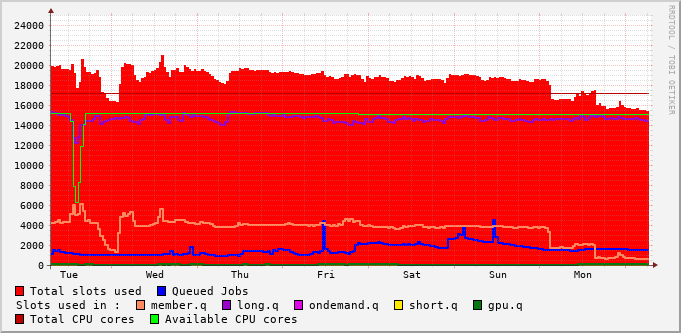 24000
22000
20000
18000
16000
14000
12000
10000
8000
6000
4000
2000
0
Tue Wed Thu Fri Sat Sun Mon
RRDTOOL / TOBI OETIKER
Total slots used Queued Jobs
Slots used in : member.q long.q ondemand.q short.q gpu.q
Total CPU cores Available CPU cores